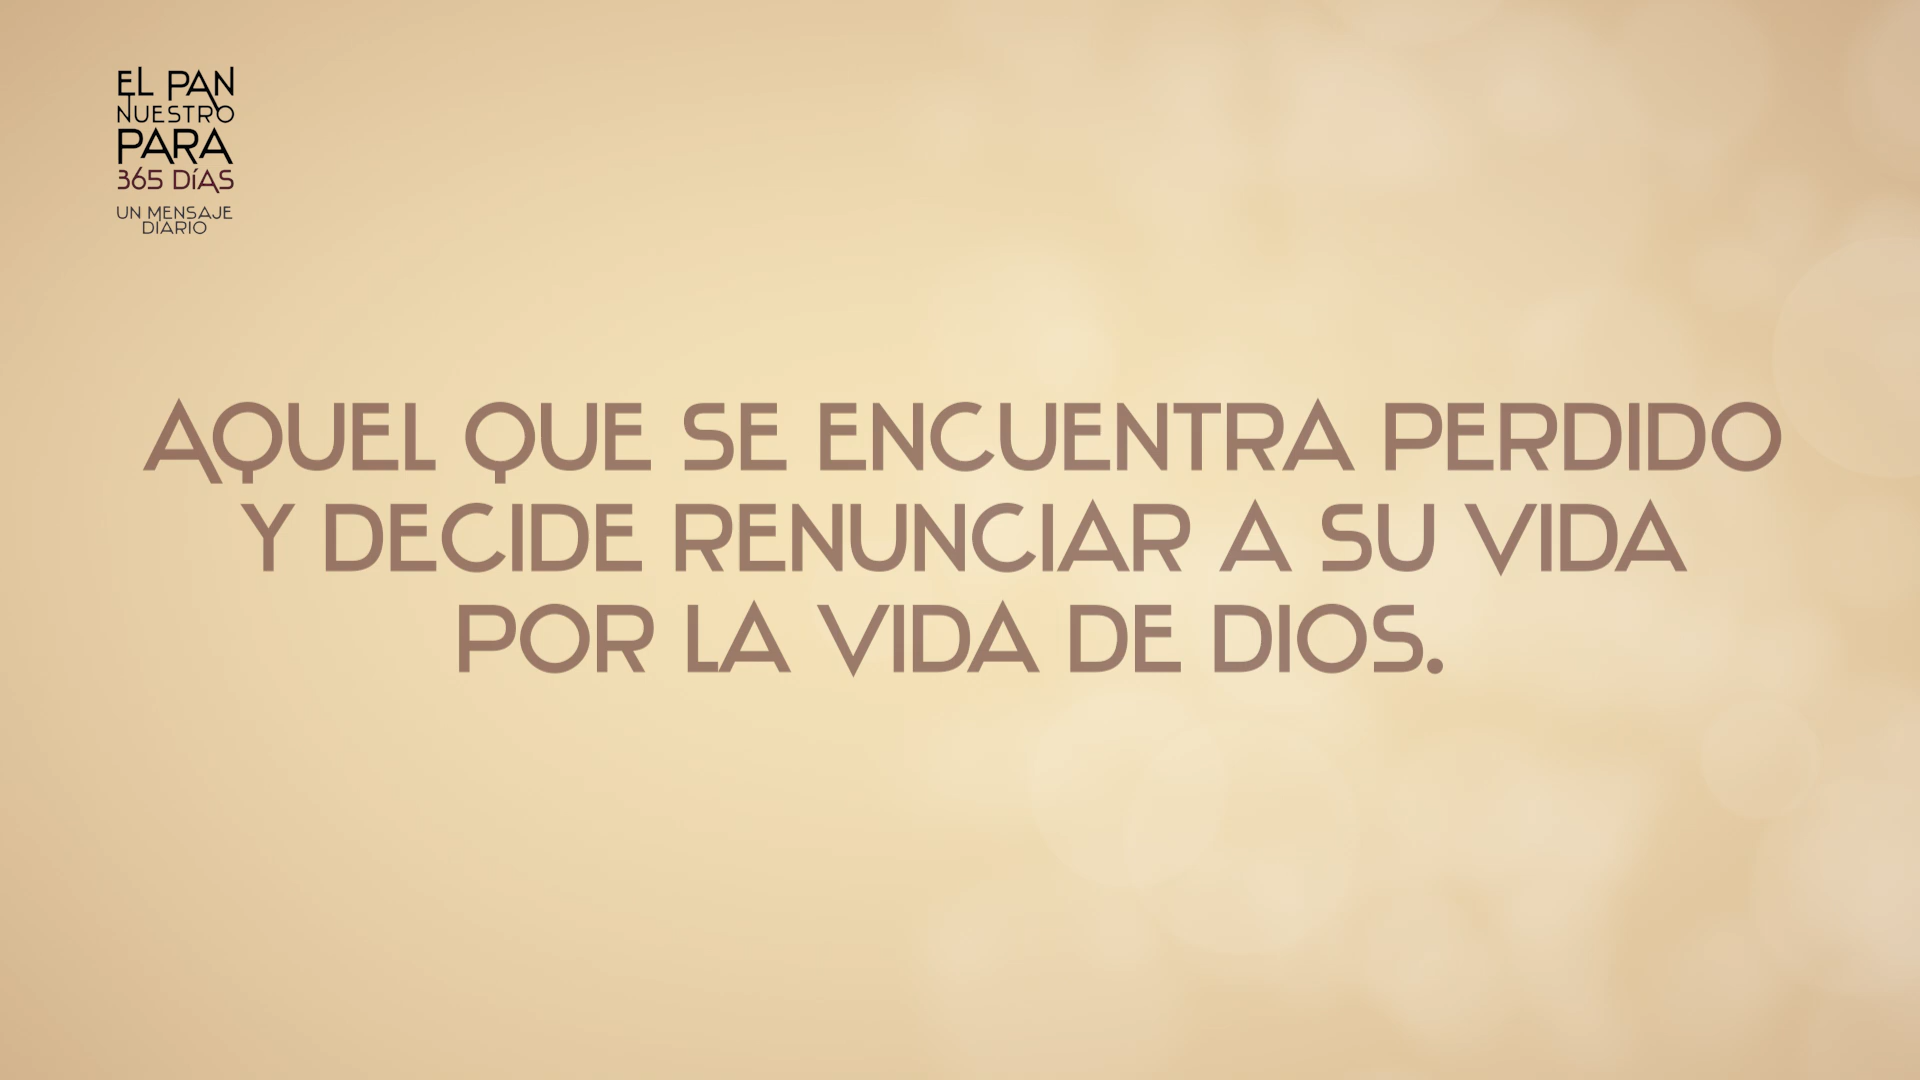 EL PAN
NUESTRO
PARA
365 DíAS
UN MENSAJE
DIARIO
AQUEL QUE SE ENCUENTRA PERDIDO
Y DECIDE RENUNCIAR A SU VIDA
POR LA VIDA DE DIOS.